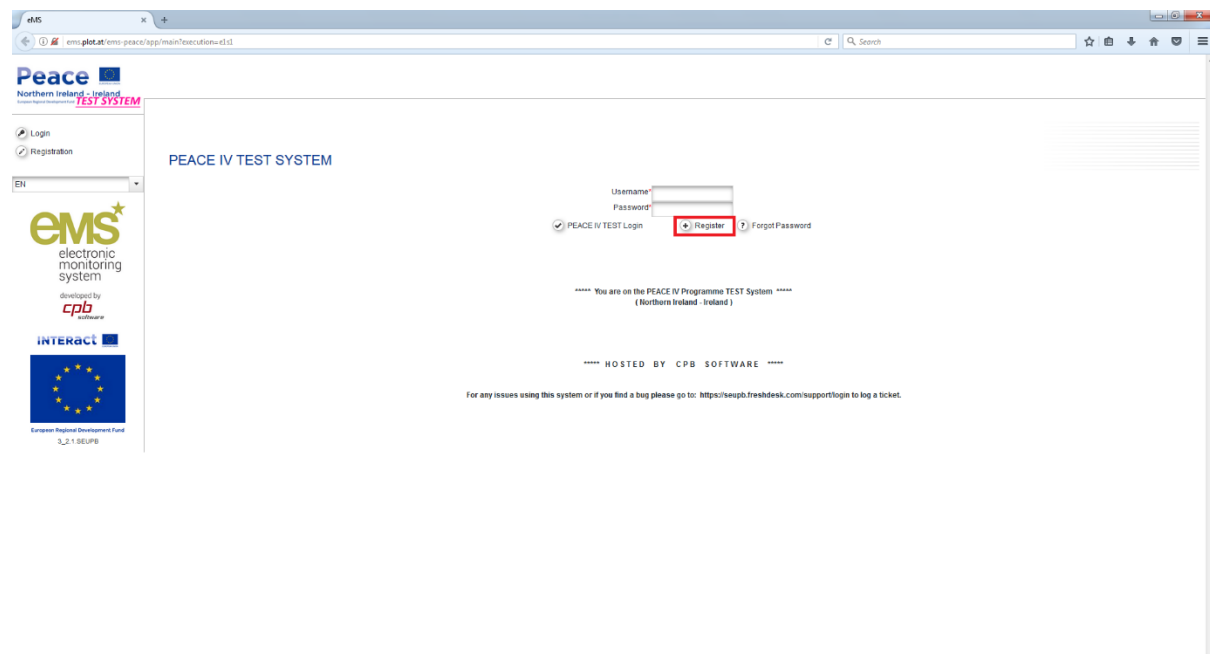 eMS
ems.plot.at/ems-peace/app/main?execution=e1s1
Search
Peace
Northern Ireland - Ireland
European Regional Development Fund
TEST SYSTEM
Login
Registration
EN
eMS
electronic
monitoring
system
developed by
cpb
software
INTERact
European Regional Development Fund
3_2.1.SEUPB
PEACE IV TEST SYSTEM
Username*
Password*
PEACE IV TEST Login
Register
Forgot Password
***** You are on the PEACE IV Programme TEST System *****
( Northern Ireland - Ireland )
***** HOSTED BY CPB SOFTWARE *****
For any issues using this system or if you find a bug please go to: https://seupb.freshdesk.com/support/login to log a ticket.